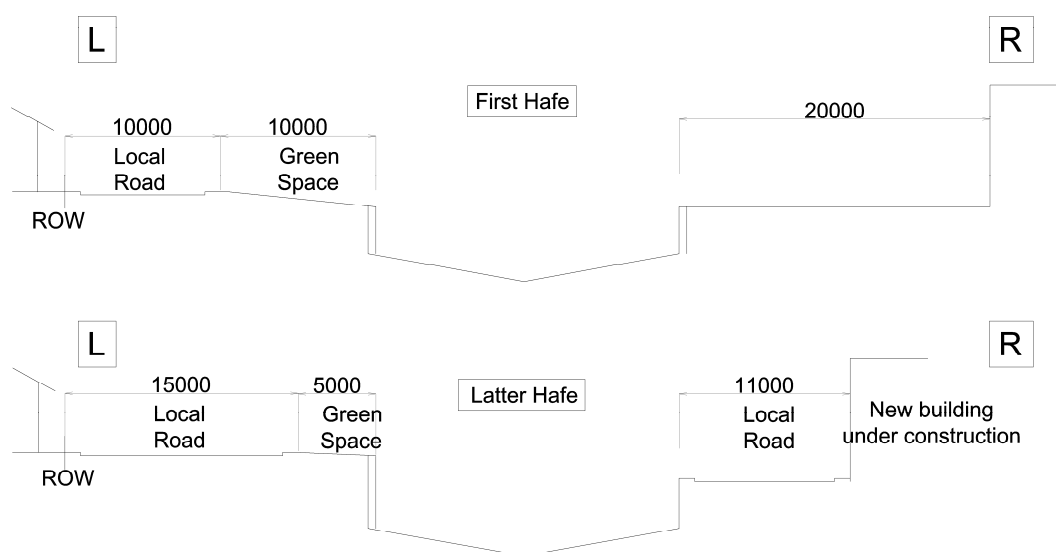 L
R
First Hafe
10000
10000
20000
Local
Road
Green
Space
ROW
L
R
15000
5000
Latter Hafe
11000
Local
Road
Green
Space
Local
Road
New building
under construction
ROW